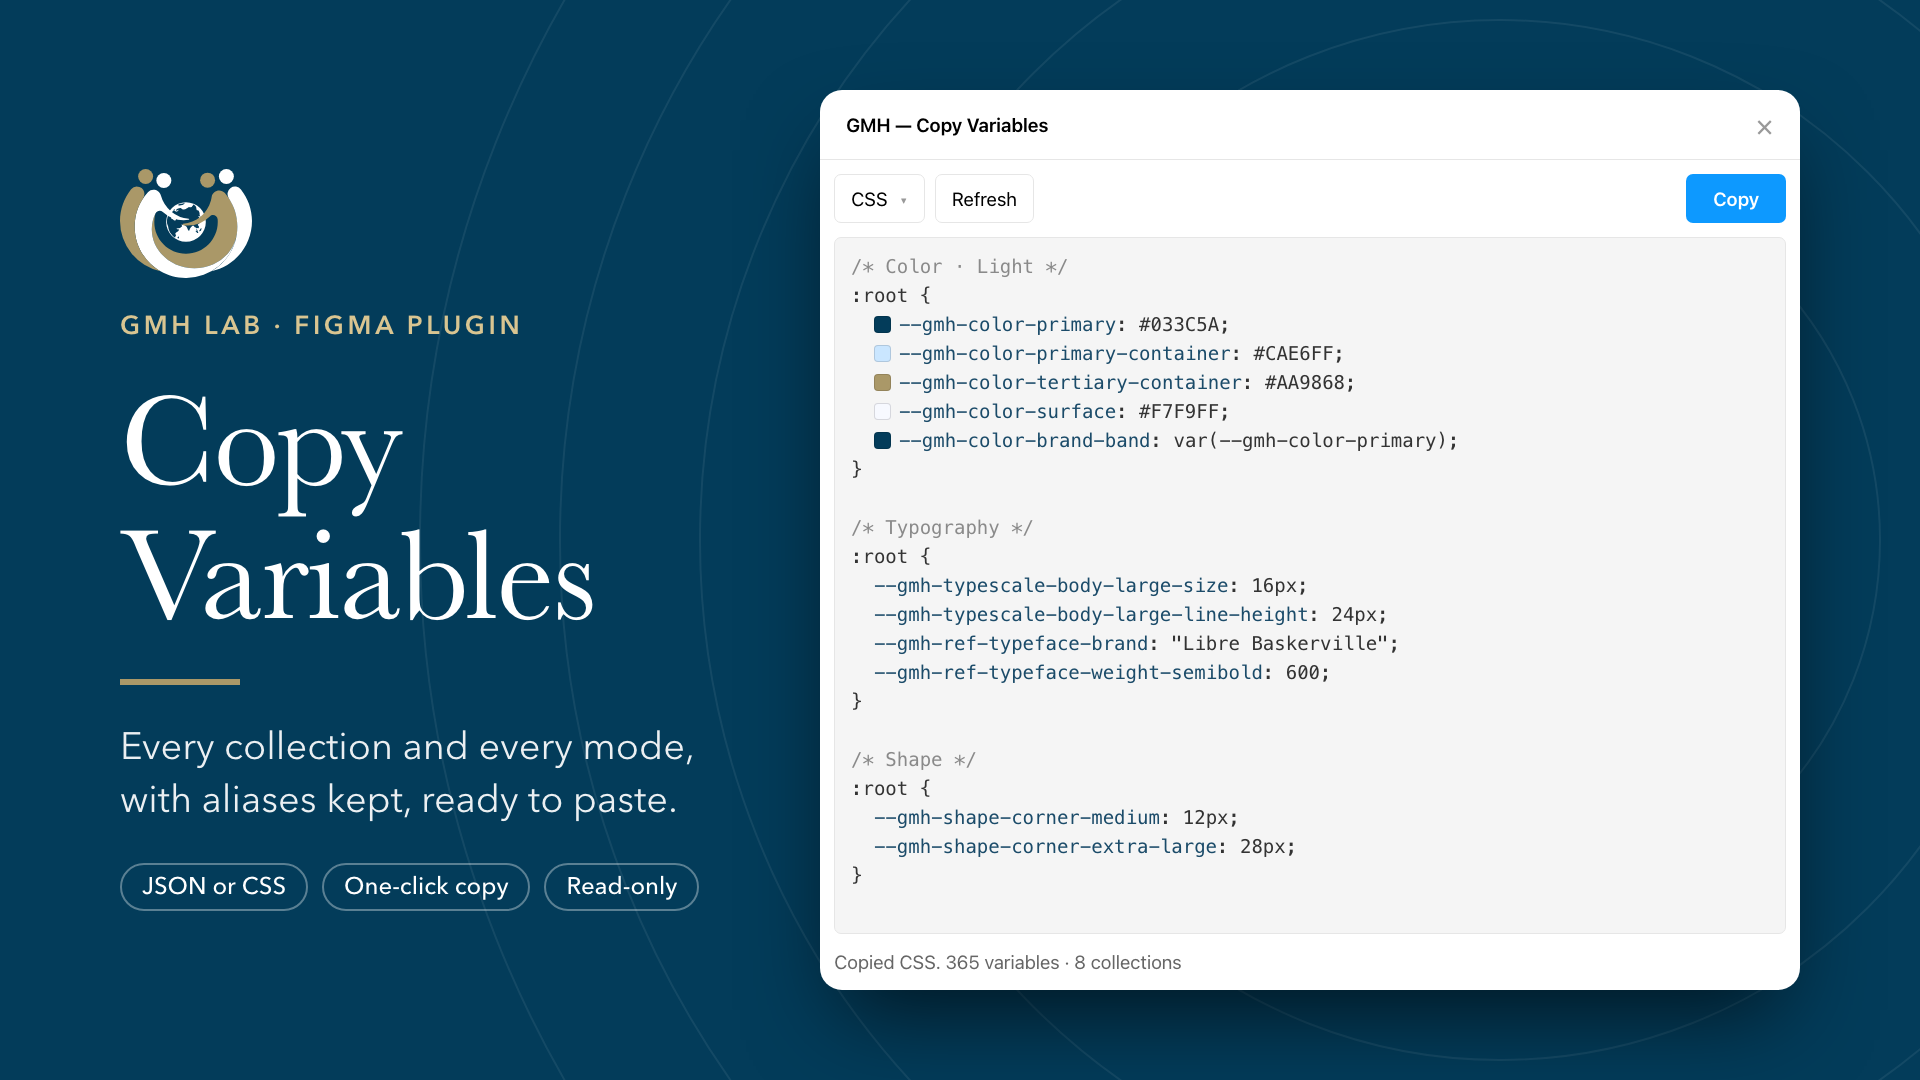 GMH LAB · FIGMA PLUGIN
Copy
Variables
Every collection and every mode,
with aliases kept, ready to paste.
JSON or CSS
One-click copy
Read-only
GMH — Copy Variables
CSS
Refresh
Copy
/* Color · Light */
:root {
--gmh-color-primary: #033C5A;
--gmh-color-primary-container: #CAE6FF;
--gmh-color-tertiary-container: #AA9868;
--gmh-color-surface: #F7F9FF;
--gmh-color-brand-band: var(--gmh-color-primary);
}
/* Typography */
:root {
--gmh-typescale-body-large-size: 16px;
--gmh-typescale-body-large-line-height: 24px;
--gmh-ref-typeface-brand: "Libre Baskerville";
--gmh-ref-typeface-weight-semibold: 600;
}
/* Shape */
:root {
--gmh-shape-corner-medium: 12px;
--gmh-shape-corner-extra-large: 28px;
}
Copied CSS. 365 variables · 8 collections